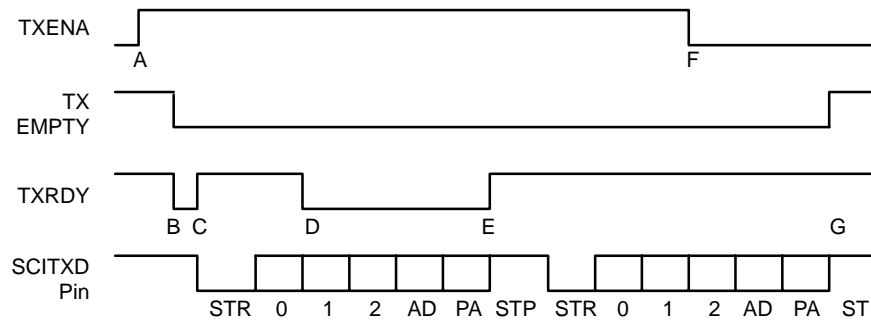 TXENA
A F
TX
EMPTY
TXRDY
B C D E G
SCITXD
Pin
STR 0 1 2 AD PA STP STR 0 1 2 AD PA ST